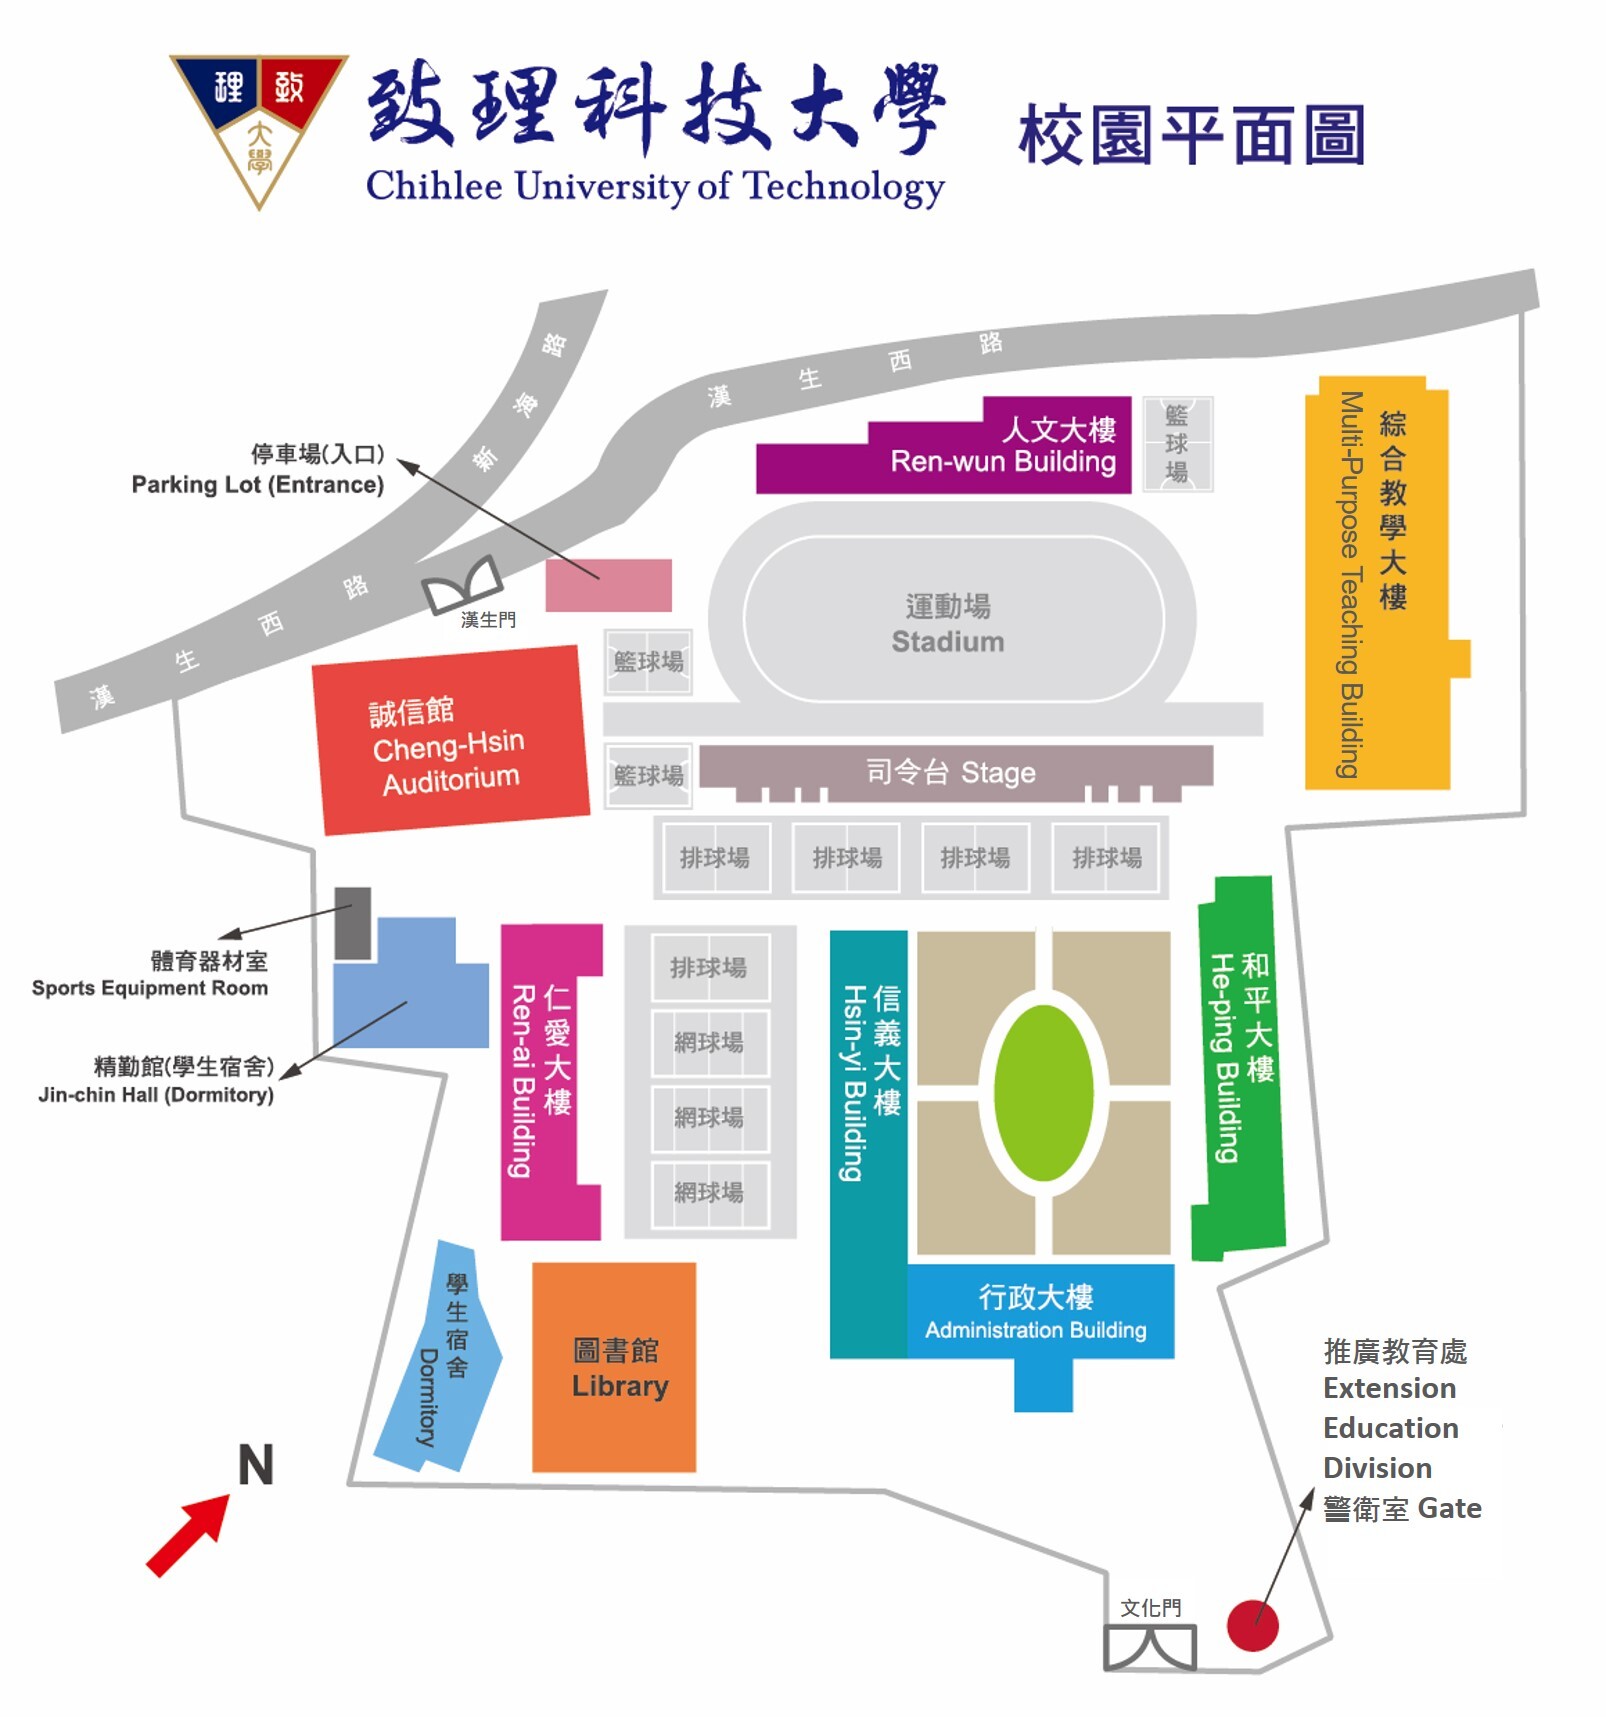 理 致
大學
致理科技大學 校園平面圖
Chihlee University of Technology
新海路
漢生西路
漢生西路
停車場(入口)
Parking Lot (Entrance)
漢生門
人文大樓
Ren-wun Building
籃球場
綜合教學大樓
Multi-Purpose Teaching Building
運動場
Stadium
籃球場
誠信館
Cheng-Hsin
Auditorium
籃球場
司令台 Stage
排球場 排球場 排球場 排球場
體育器材室
Sports Equipment Room
精勤館(學生宿舍)
Jin-chin Hall (Dormitory)
仁愛大樓
Ren-ai Building
排球場
網球場
網球場
網球場
信義大樓
Hsin-yi Building
和平大樓
He-ping Building
行政大樓
Administration Building
學生宿舍
Dormitory
圖書館
Library
N
推廣教育處
Extension
Education
Division
警衛室 Gate
文化門